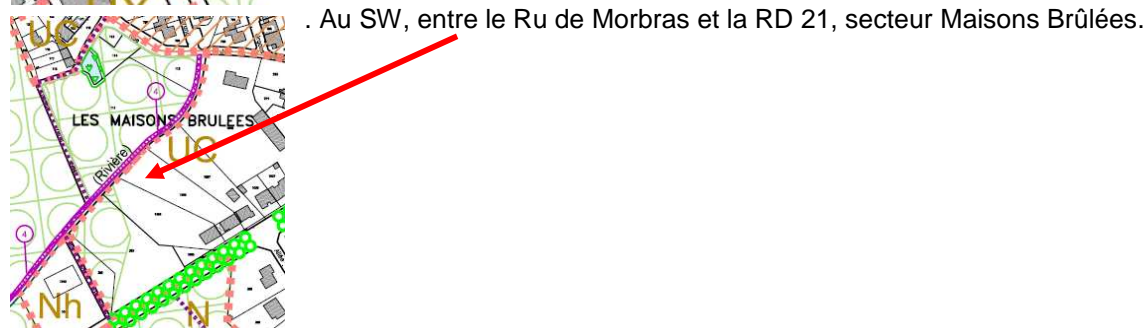 . Au SW, entre le Ru de Morbras et la RD 21, secteur Maisons Brûlées.
UC
4
LES MAISONS BRULEES
UC
(Rivière)
4
Nh
N